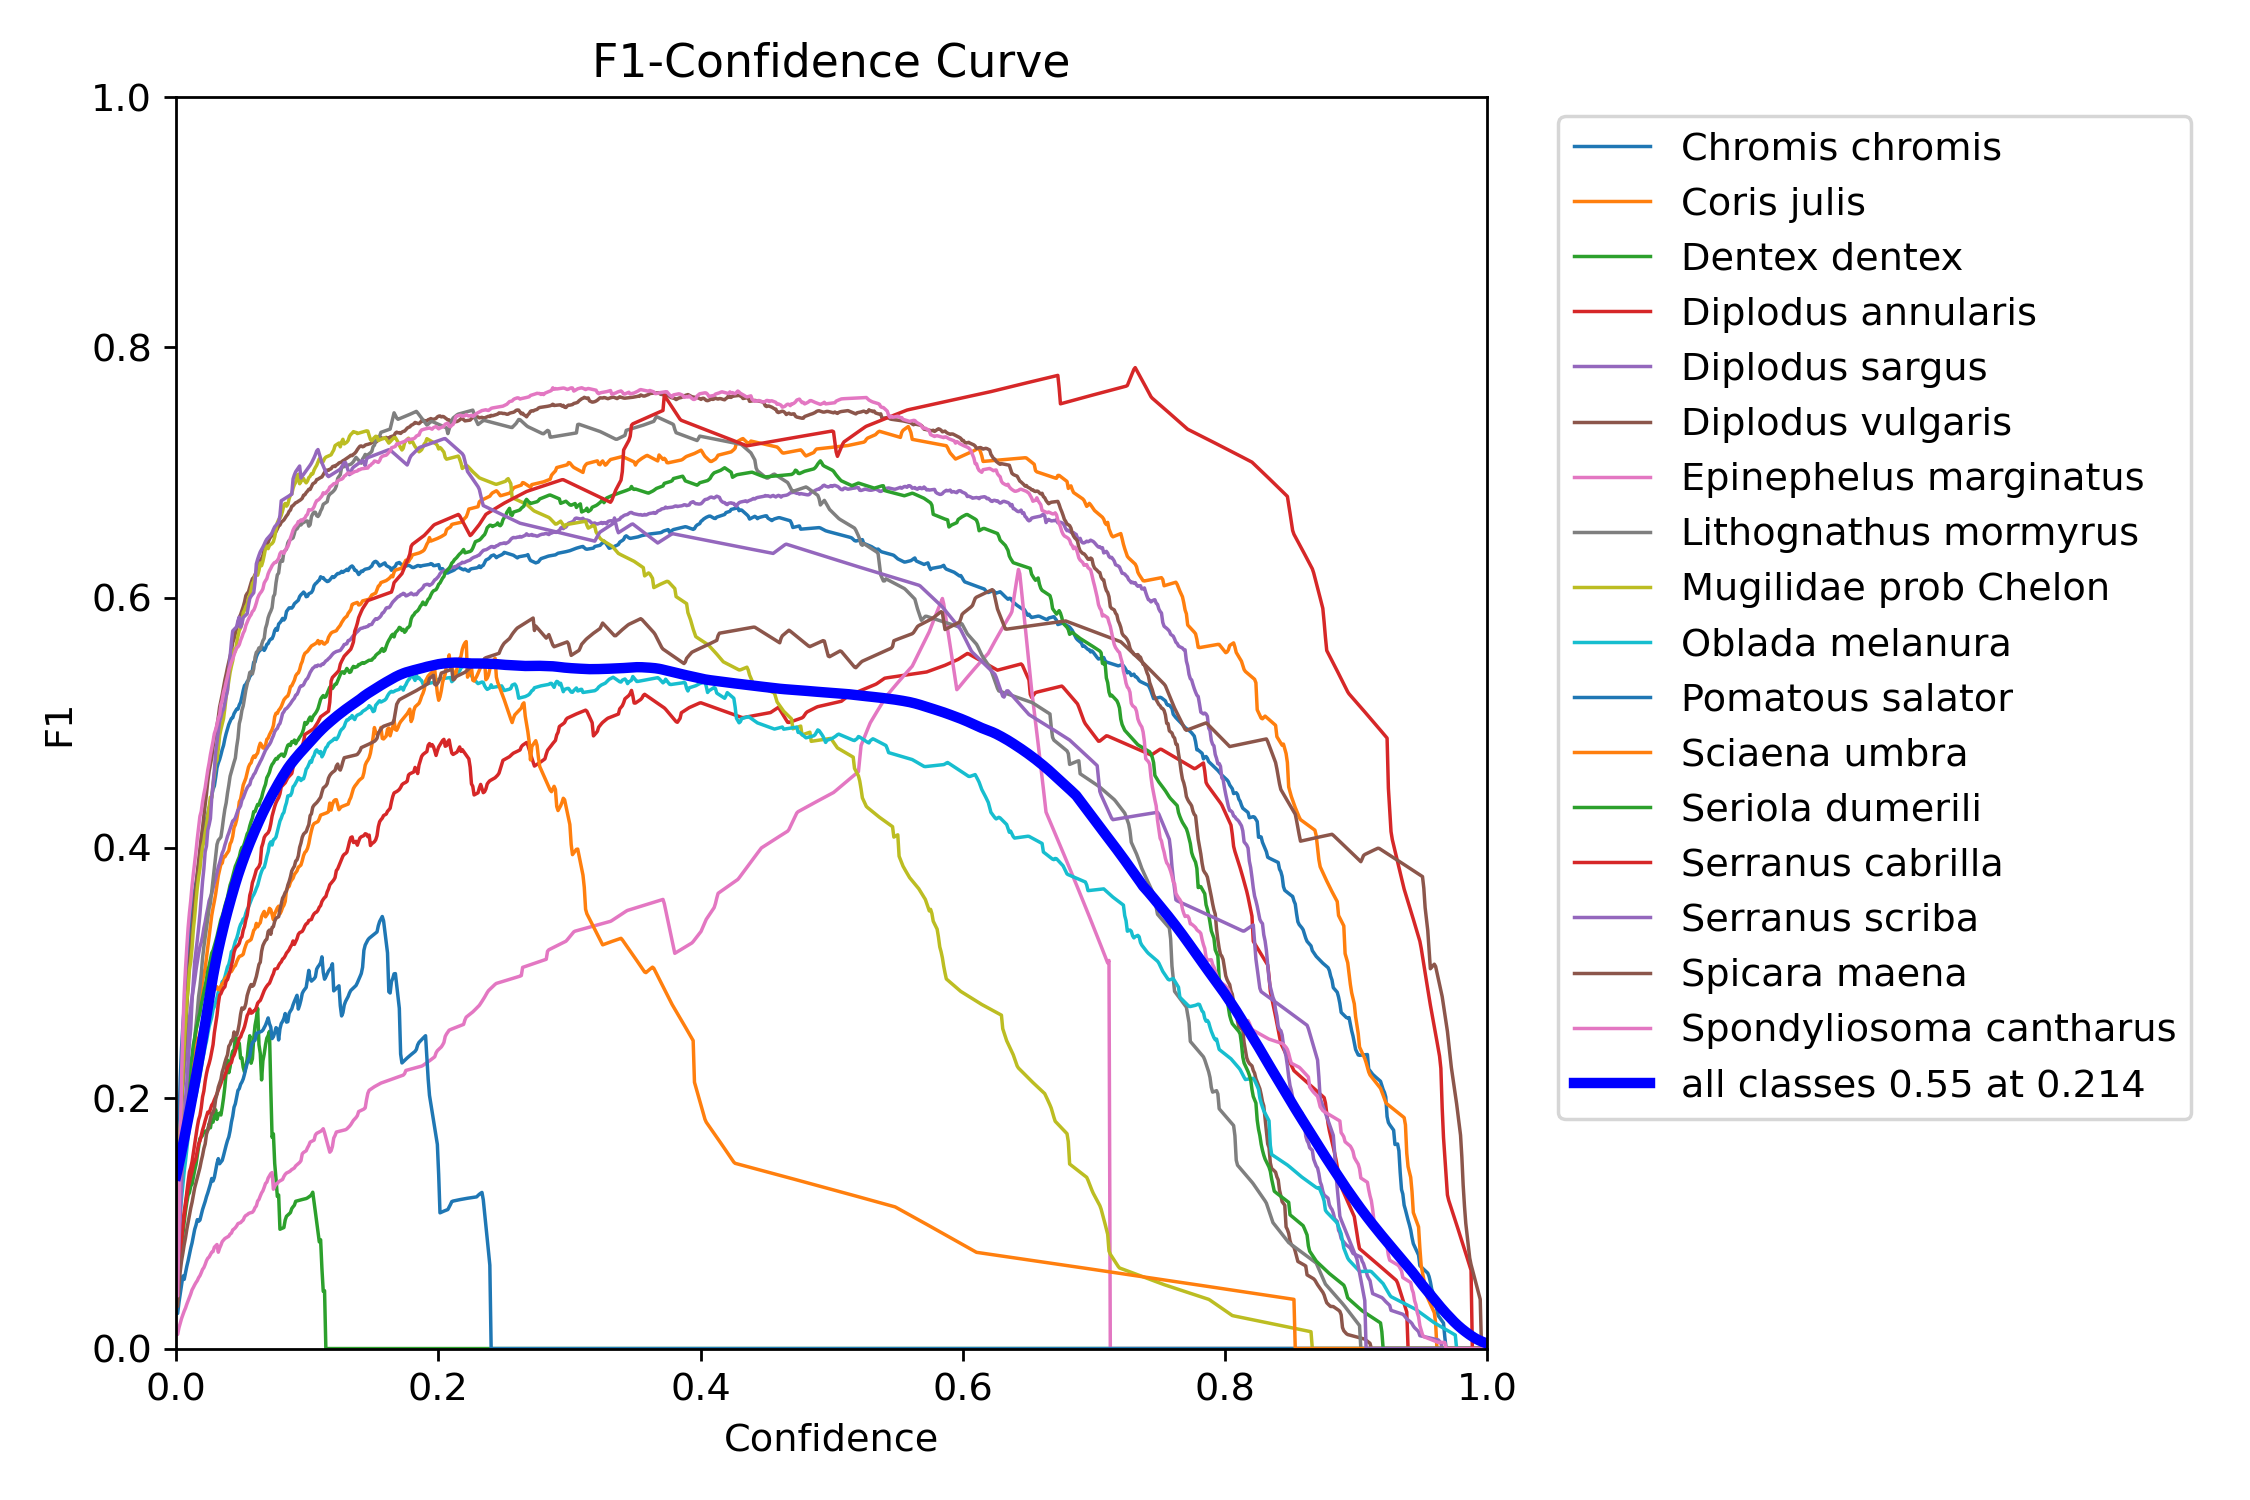 F1-Confidence Curve
1.0
0.8
0.6
0.4
0.2
0.0
F1
0.0 0.2 0.4 0.6 0.8 1.0
Confidence
Chromis chromis
Coris julis
Dentex dentex
Diplodus annularis
Diplodus sargus
Diplodus vulgaris
Epinephelus marginatus
Lithognathus mormyrus
Mugilidae prob Chelon
Oblada melanura
Pomatous salator
Sciaena umbra
Seriola dumerili
Serranus cabrilla
Serranus scriba
Spicara maena
Spondyliosoma cantharus
all classes 0.55 at 0.214